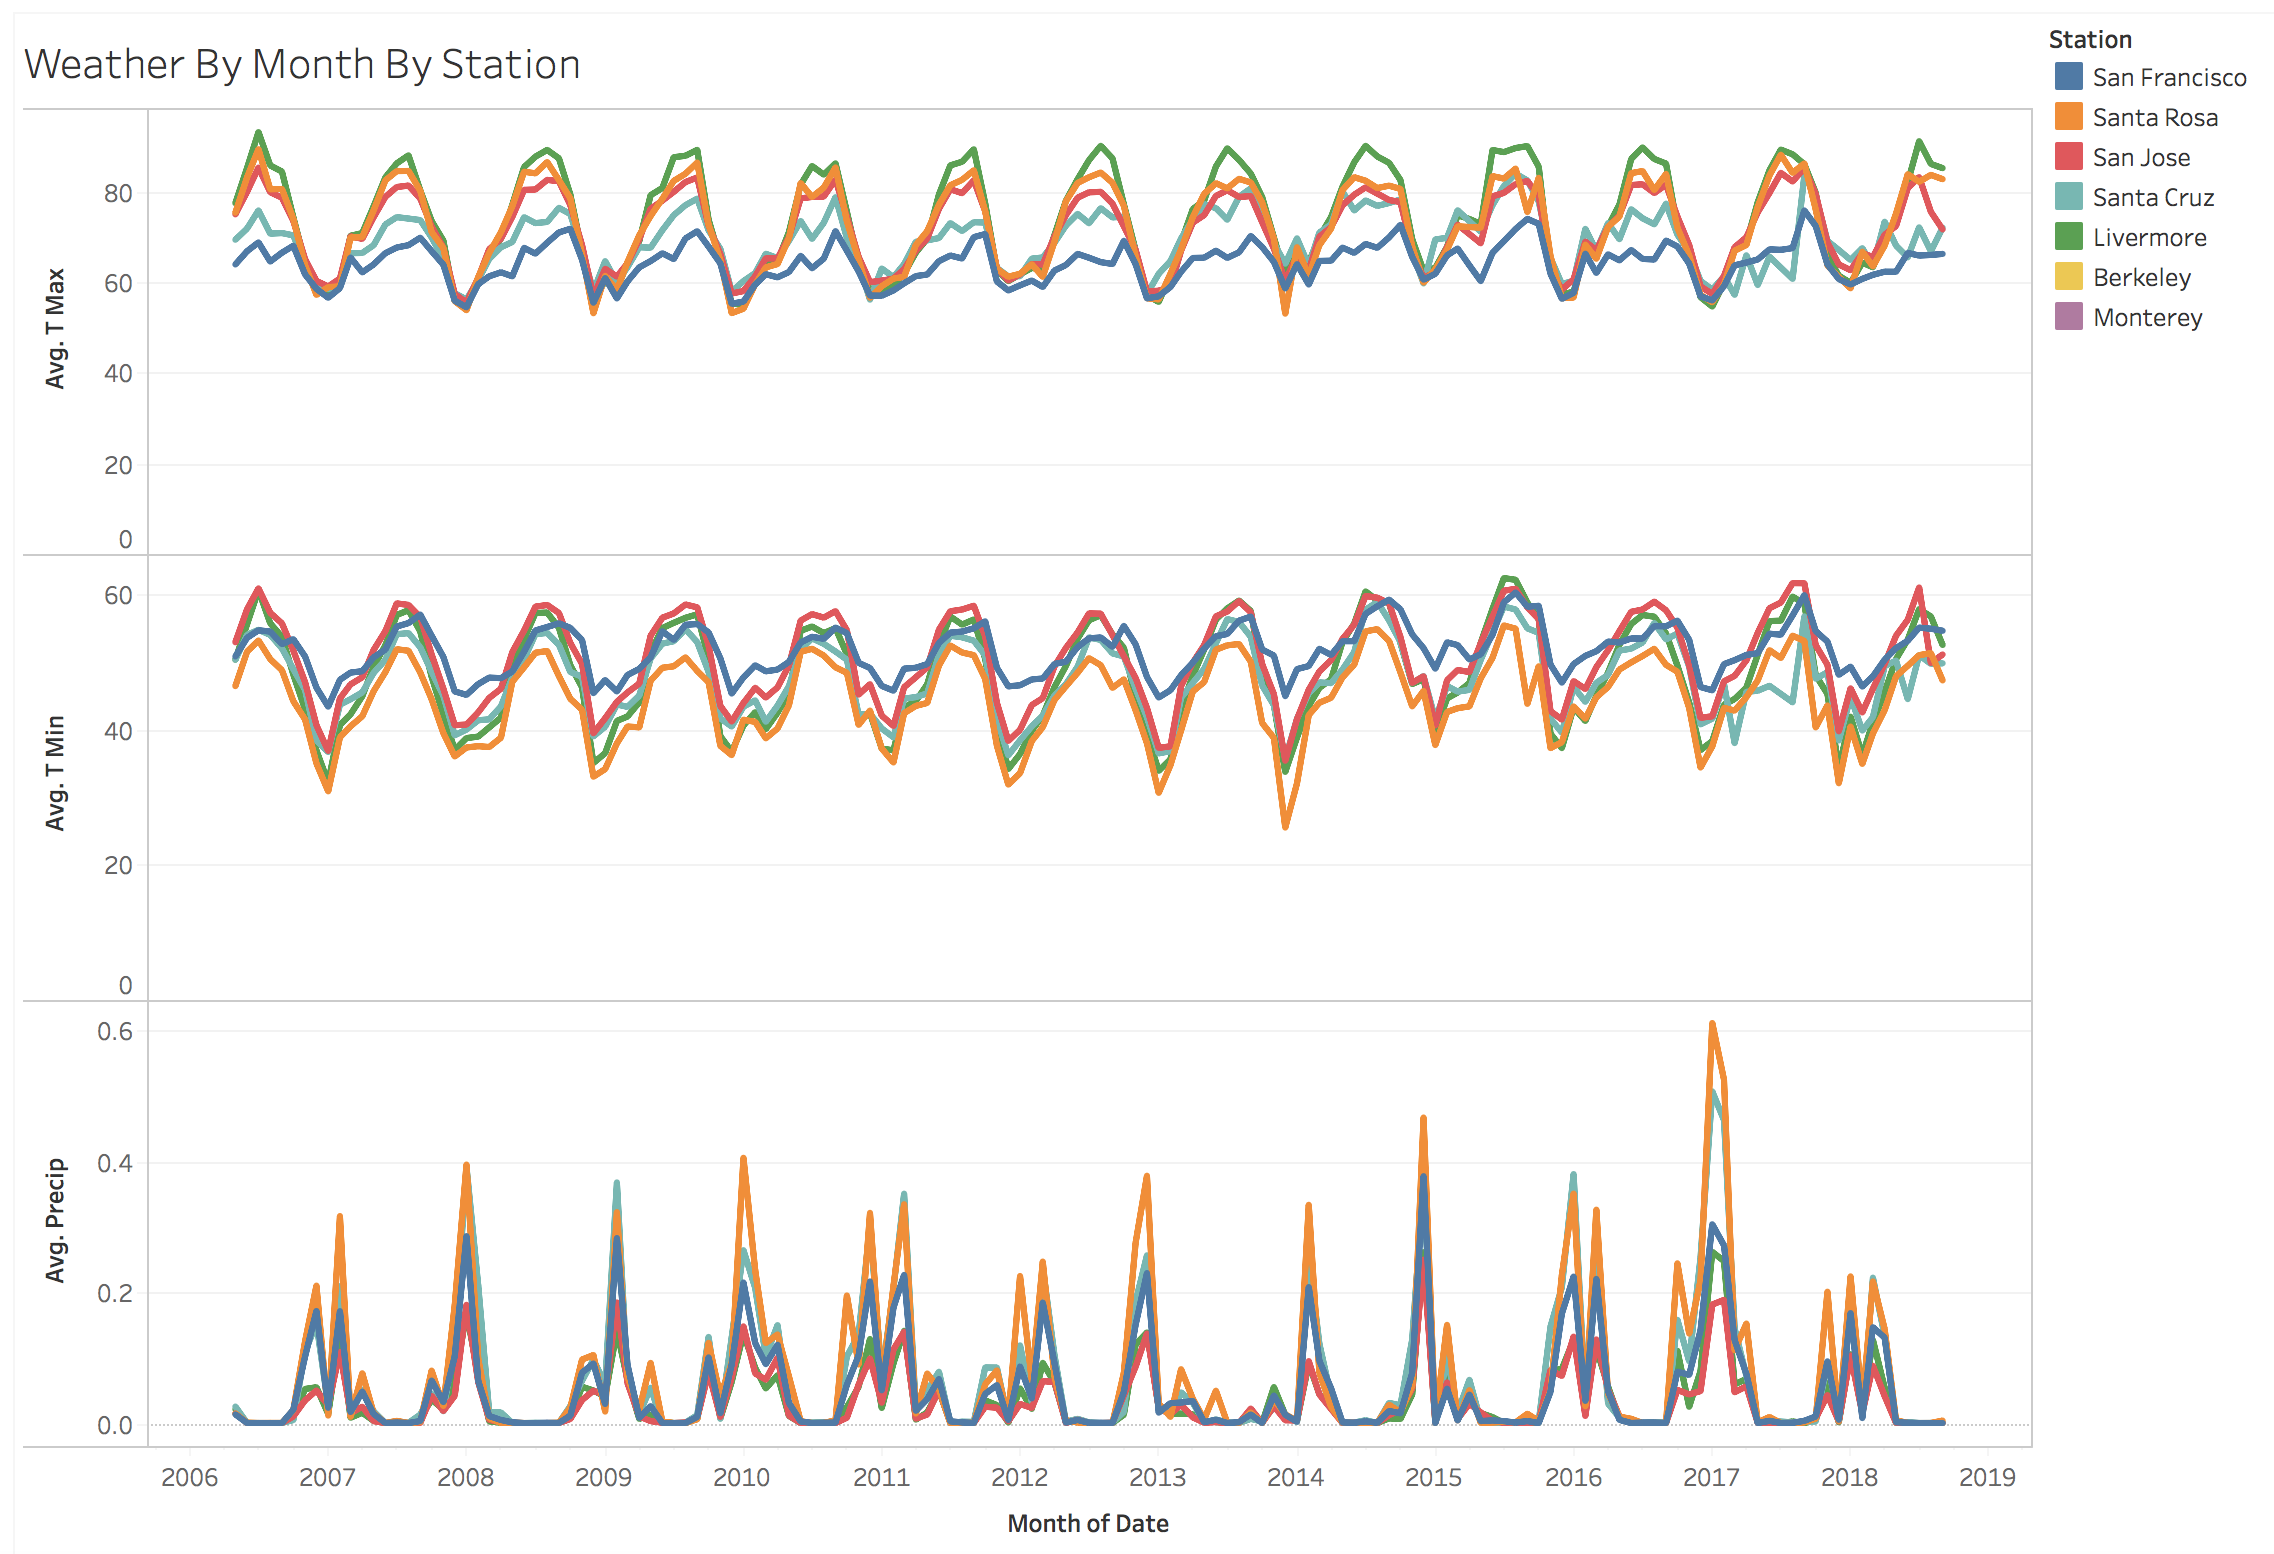 Weather By Month By Station
Station
San Francisco
Santa Rosa
San Jose
Santa Cruz
Livermore
Berkeley
Monterey
Avg. T Max
80
60
40
20
0
Avg. T Min
60
40
20
0
Avg. Precip
0.6
0.4
0.2
0.0
2006 2007 2008 2009 2010 2011 2012 2013 2014 2015 2016 2017 2018 2019
Month of Date